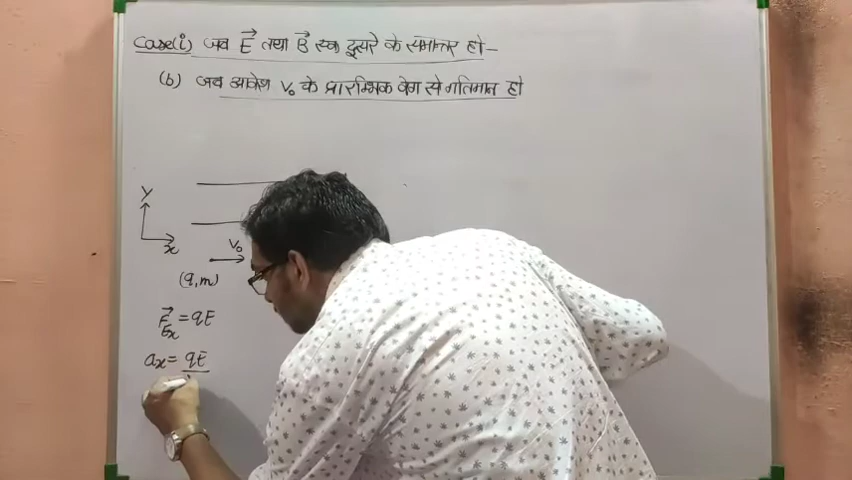 Case(i) जब E⃗ तथा B⃗ एक दूसरे के समान्तर हो-
(b) जब आवेश V₀ के प्रारम्भिक वेग से गतिमान हो
Y
x
V₀
(q,m)
F⃗Ex = qE
ax = qE